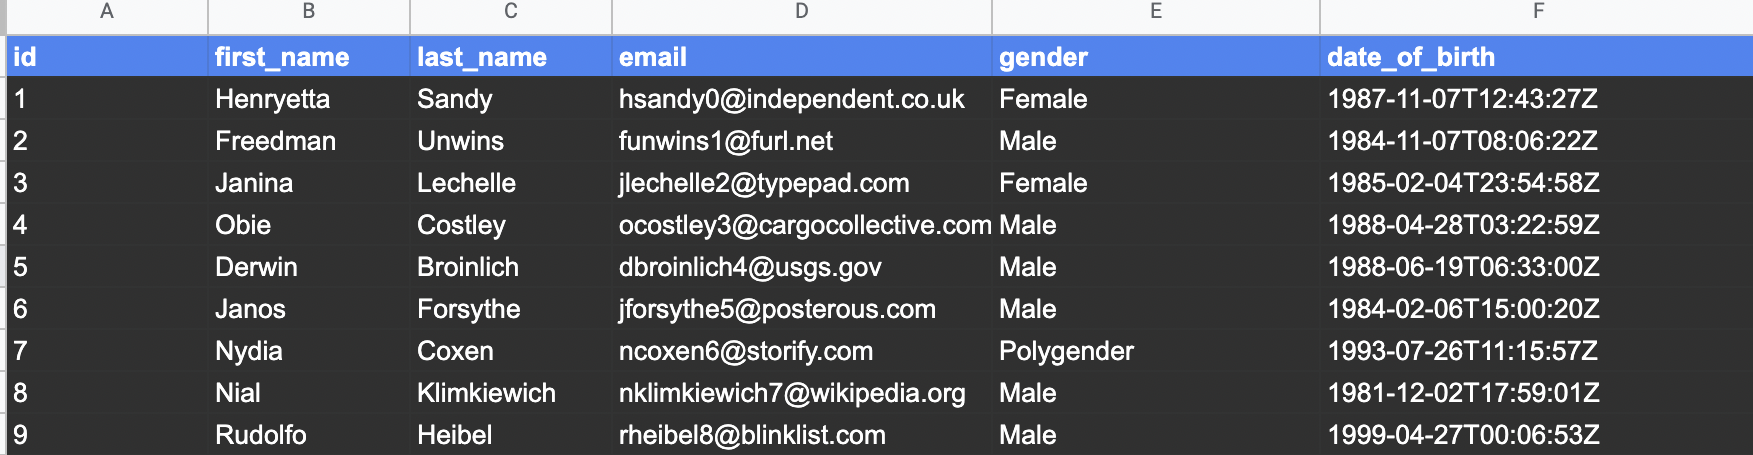 A B C D E F
id first_name last_name email gender date_of_birth
1 Henryetta Sandy hsandy0@independent.co.uk Female 1987-11-07T12:43:27Z
2 Freedman Unwins funwins1@furl.net Male 1984-11-07T08:06:22Z
3 Janina Lechelle jlechelle2@typepad.com Female 1985-02-04T23:54:58Z
4 Obie Costley ocostley3@cargocollective.com Male 1988-04-28T03:22:59Z
5 Derwin Broinlich dbroinlich4@usgs.gov Male 1988-06-19T06:33:00Z
6 Janos Forsythe jforsythe5@posterous.com Male 1984-02-06T15:00:20Z
7 Nydia Coxen ncoxen6@storify.com Polygender 1993-07-26T11:15:57Z
8 Nial Klimkiewich nklimkiewich7@wikipedia.org Male 1981-12-02T17:59:01Z
9 Rudolfo Heibel rheibel8@blinklist.com Male 1999-04-27T00:06:53Z